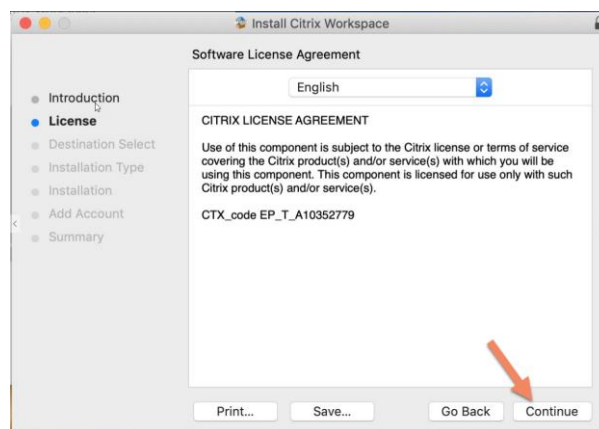 Install Citrix Workspace
Software License Agreement
English
Introduction
License
Destination Select
Installation Type
Installation
Add Account
Summary
CITRIX LICENSE AGREEMENT
Use of this component is subject to the Citrix license or terms of service
covering the Citrix product(s) and/or service(s) with which you will be
using this component. This component is licensed for use only with such
Citrix product(s) and/or service(s).
CTX_code EP_T_A10352779
Print... Save... Go Back Continue